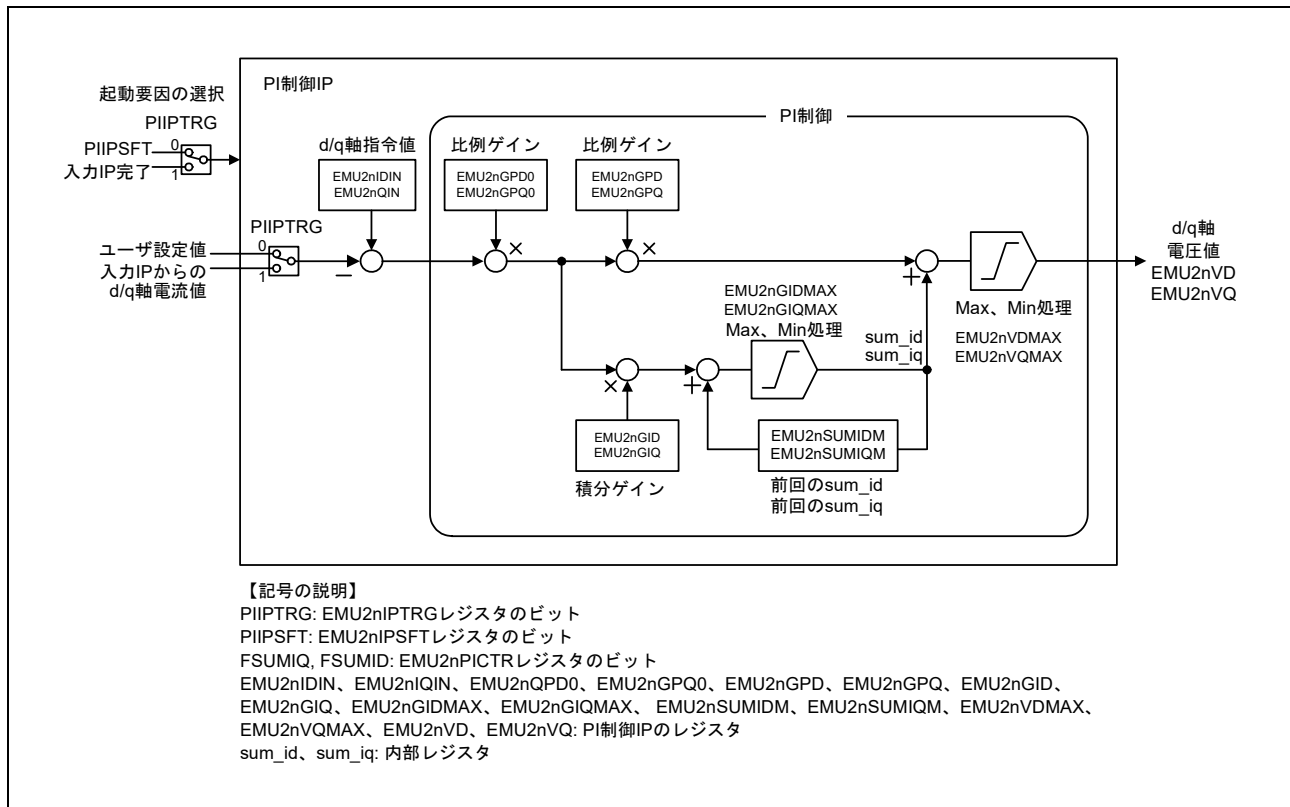 PI制御IP
起動要因の選択
PIIPTRG
PIIPSFT
0
入力IP完了
1
PI制御
d/q軸指令値
EMU2nIDIN
EMU2nQIN
比例ゲイン
EMU2nGPD0
EMU2nGPQ0
比例ゲイン
EMU2nGPD
EMU2nGPQ
PIIPTRG
ユーザ設定値
0
入力IPからの
1
d/q軸電流値
−
×
×
+
d/q軸
電圧値
EMU2nVD
EMU2nVQ
EMU2nGIDMAX
EMU2nGIQMAX
Max、Min処理
sum_id
sum_iq
Max、Min処理
EMU2nVDMAX
EMU2nVQMAX
×
+
EMU2nGID
EMU2nGIQ
積分ゲイン
EMU2nSUMIDM
EMU2nSUMIQM
前回のsum_id
前回のsum_iq
【記号の説明】
PIIPTRG: EMU2nIPTRGレジスタのビット
PIIPSFT: EMU2nIPSFTレジスタのビット
FSUMIQ, FSUMID: EMU2nPICTRレジスタのビット
EMU2nIDIN、EMU2nIQIN、EMU2nQPD0、EMU2nGPQ0、EMU2nGPD、EMU2nGPQ、EMU2nGID、
EMU2nGIQ、EMU2nGIDMAX、EMU2nGIQMAX、 EMU2nSUMIDM、EMU2nSUMIQM、EMU2nVDMAX、
EMU2nVQMAX、EMU2nVD、EMU2nVQ: PI制御IPのレジスタ
sum_id、sum_iq: 内部レジスタ